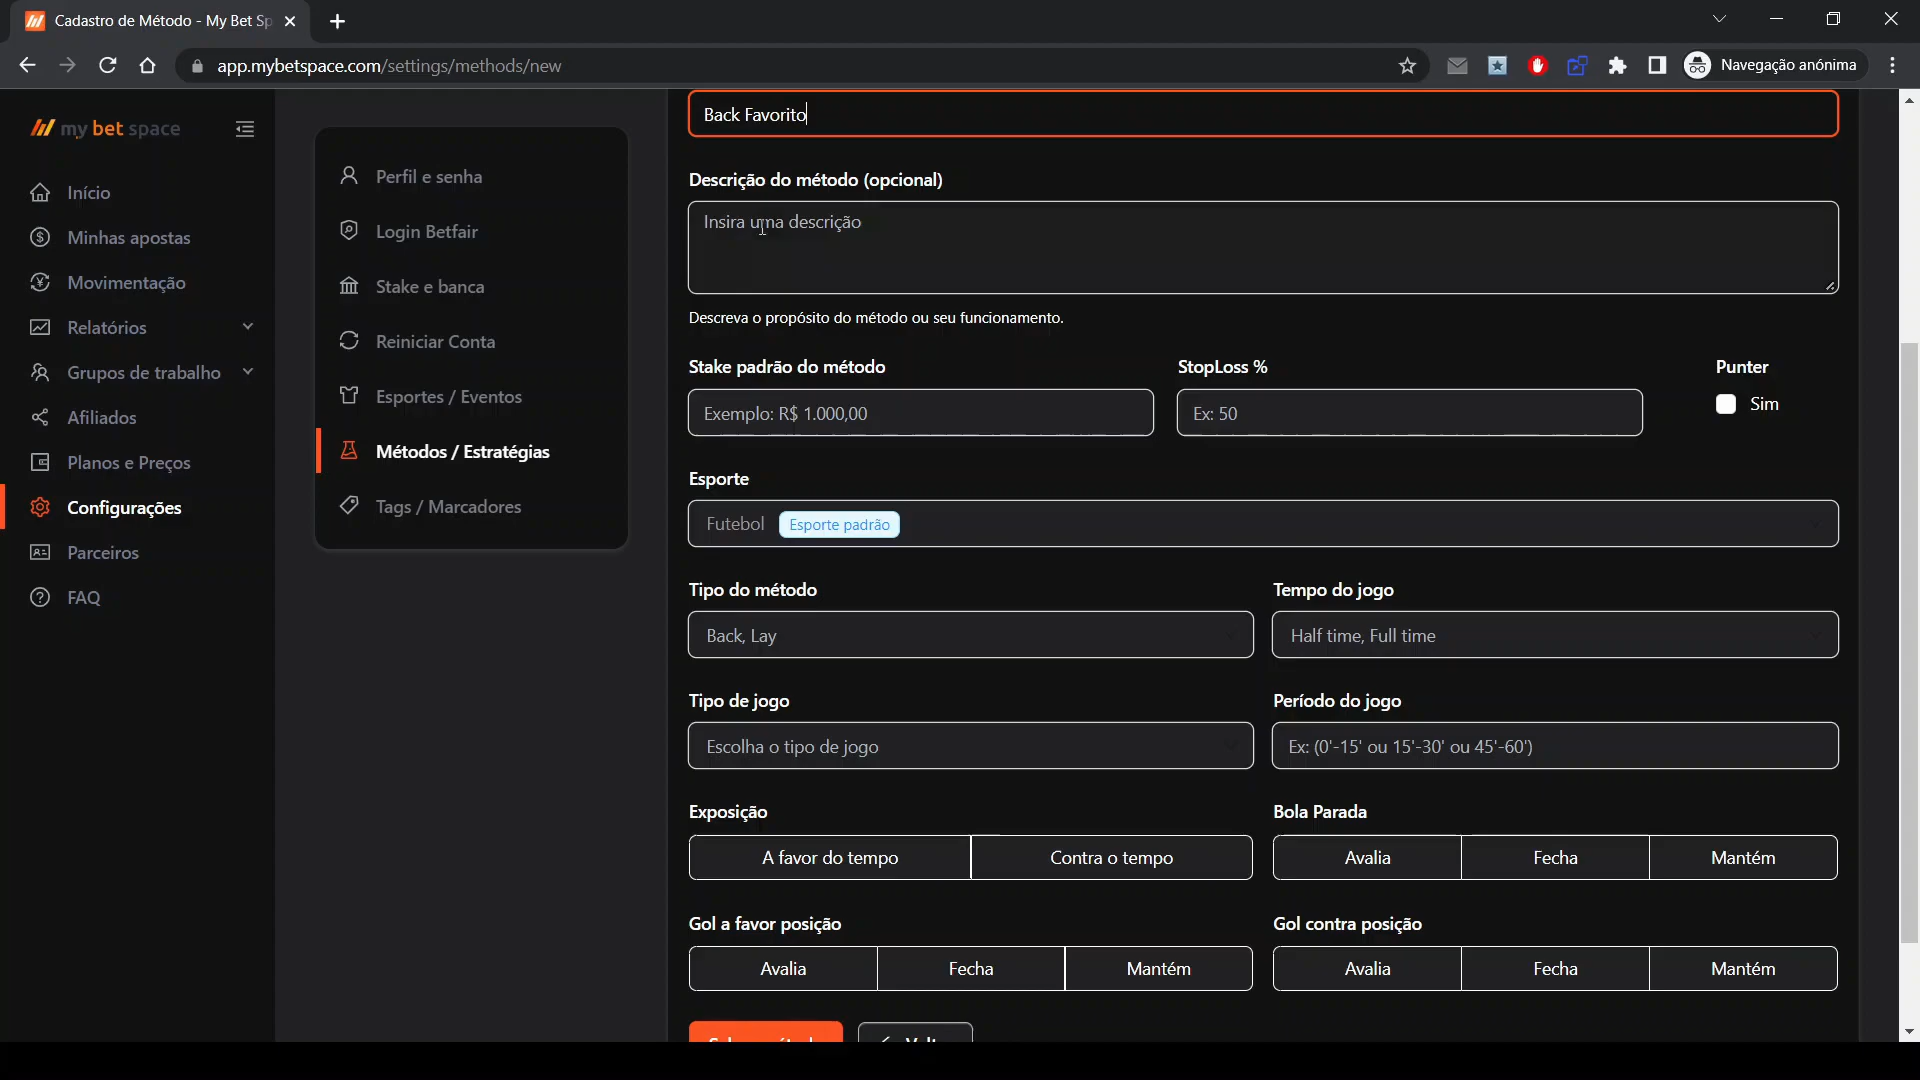 Cadastro de Método - My Bet Sp
app.mybetspace.com/settings/methods/new
Navegação anónima
my bet space
Início
Minhas apostas
Movimentação
Relatórios
Grupos de trabalho
Afiliados
Planos e Preços
Configurações
Parceiros
FAQ
Perfil e senha
Login Betfair
Stake e banca
Reiniciar Conta
Esportes / Eventos
Métodos / Estratégias
Tags / Marcadores
Back Favorito
Descrição do método (opcional)
Insira uma descrição
Descreva o propósito do método ou seu funcionamento.
Stake padrão do método
StopLoss %
Punter
Exemplo: R$ 1.000,00
Ex: 50
Sim
Esporte
Futebol Esporte padrão
Tipo do método
Tempo do jogo
Back, Lay
Half time, Full time
Tipo de jogo
Período do jogo
Escolha o tipo de jogo
Ex: (0'-15' ou 15'-30' ou 45'-60')
Exposição
Bola Parada
A favor do tempo
Contra o tempo
Avalia
Fecha
Mantém
Gol a favor posição
Gol contra posição
Avalia
Fecha
Mantém
Avalia
Fecha
Mantém